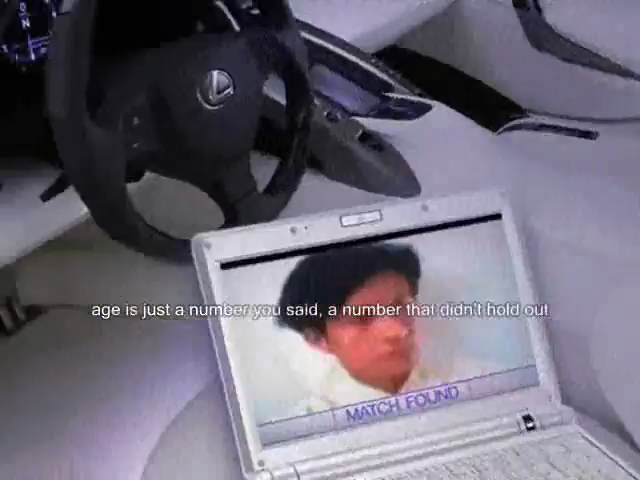 age is just a number you said, a number that didn't hold out
MATCH FOUND